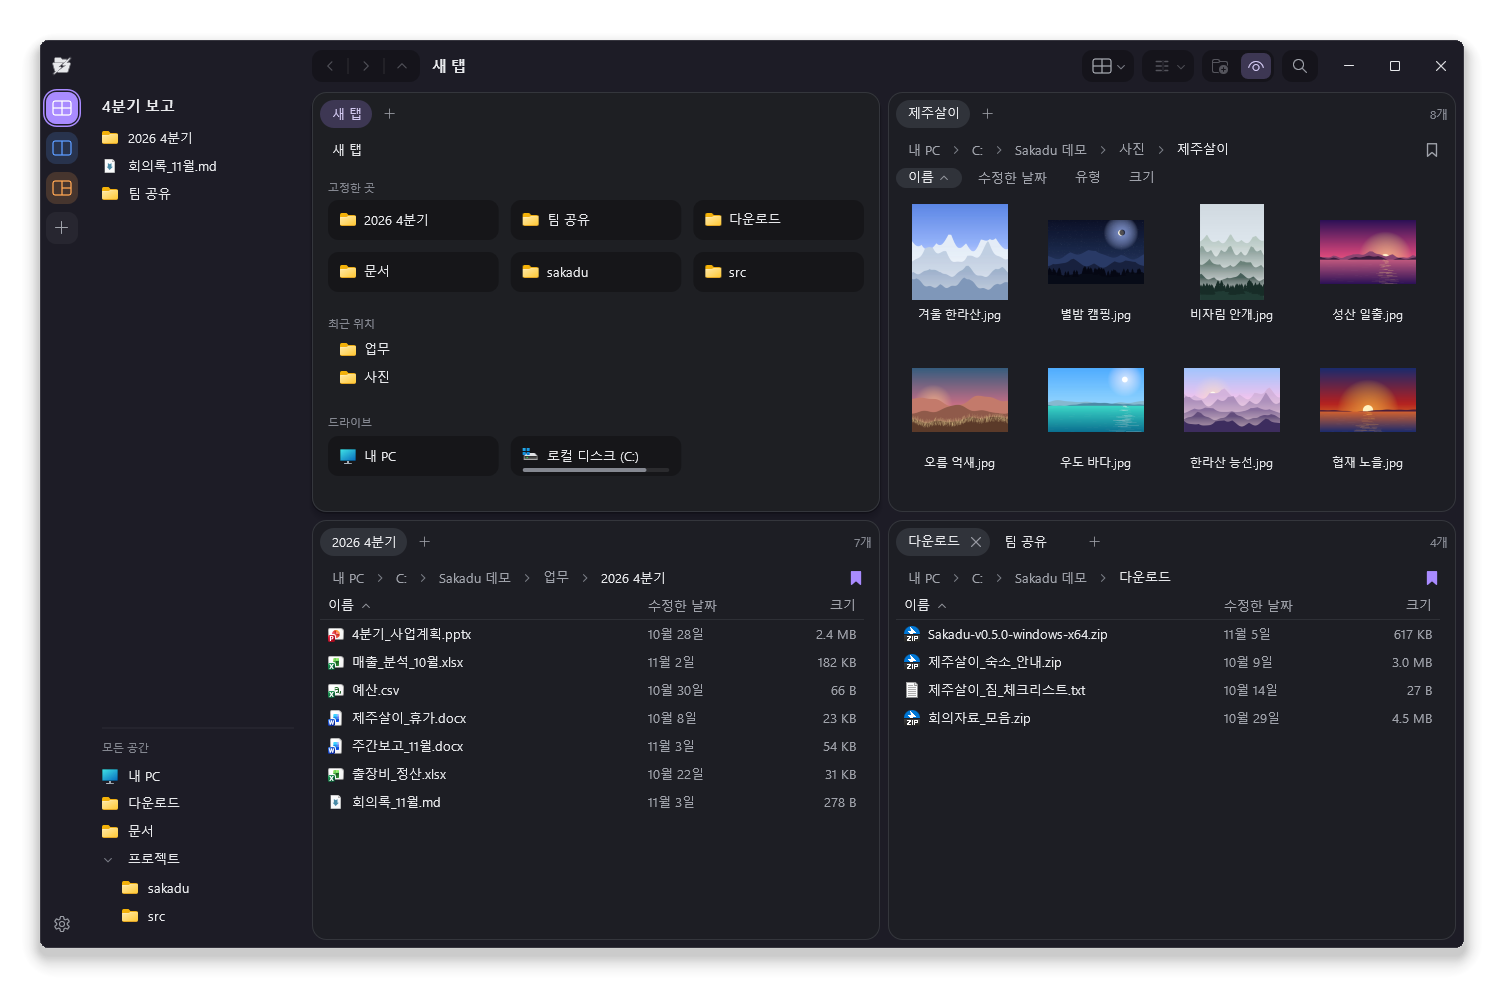 새 탭
4분기 보고
2026 4분기
회의록_11월.md
팀 공유
모든 공간
내 PC
다운로드
문서
프로젝트
sakadu
src
새 탭
새 탭
고정한 곳
2026 4분기
팀 공유
다운로드
문서
sakadu
src
최근 위치
업무
사진
드라이브
내 PC
로컬 디스크 (C:)
제주살이
8개
내 PC C: Sakadu 데모 사진 제주살이
이름 수정한 날짜 유형 크기
겨울 한라산.jpg
별밤 캠핑.jpg
비자림 안개.jpg
성산 일출.jpg
오름 억새.jpg
우도 바다.jpg
한라산 능선.jpg
협재 노을.jpg
2026 4분기
7개
내 PC C: Sakadu 데모 업무 2026 4분기
이름 수정한 날짜 크기
4분기_사업계획.pptx 10월 28일 2.4 MB
매출_분석_10월.xlsx 11월 2일 182 KB
예산.csv 10월 30일 66 B
제주살이_휴가.docx 10월 8일 23 KB
주간보고_11월.docx 11월 3일 54 KB
출장비_정산.xlsx 10월 22일 31 KB
회의록_11월.md 11월 3일 278 B
다운로드 팀 공유
4개
내 PC C: Sakadu 데모 다운로드
이름 수정한 날짜 크기
Sakadu-v0.5.0-windows-x64.zip 11월 5일 617 KB
제주살이_숙소_안내.zip 10월 9일 3.0 MB
제주살이_짐_체크리스트.txt 10월 14일 27 B
회의자료_모음.zip 10월 29일 4.5 MB